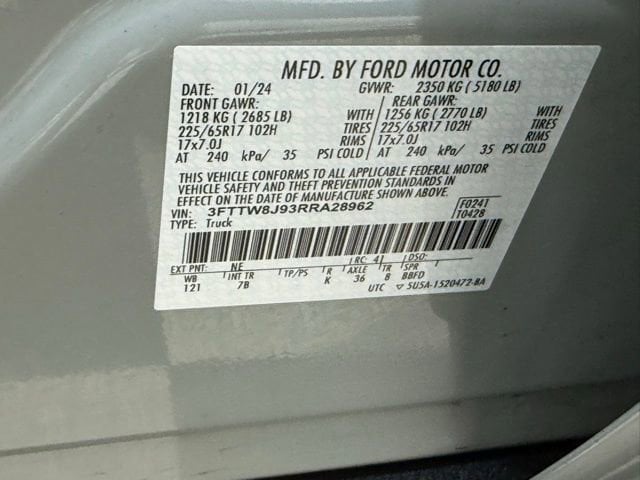 MFD. BY FORD MOTOR CO.
DATE: 01/24 GVWR: 2350 KG ( 5180 LB)
FRONT GAWR: REAR GAWR:
1218 KG ( 2685 LB) WITH 1256 KG ( 2770 LB) WITH
225/65R17 102H TIRES 225/65R17 102H TIRES
17x7.0J RIMS 17x7.0J RIMS
AT 240 kPa/ 35 PSI COLD AT 240 kPa/ 35 PSI COLD
THIS VEHICLE CONFORMS TO ALL APPLICABLE FEDERAL MOTOR
VEHICLE SAFETY AND THEFT PREVENTION STANDARDS IN
EFFECT ON THE DATE OF MANUFACTURE SHOWN ABOVE.
VIN: 3FTTW8J93RRA28962 F0241
TYPE: Truck T0428
EXT PNT: NE RC: 41 DSO:
WB INT TR TP/PS R AXLE TR SPR
121 7B K 36 8 BBFD
UTC ▽ 5U5A-1520472-BA